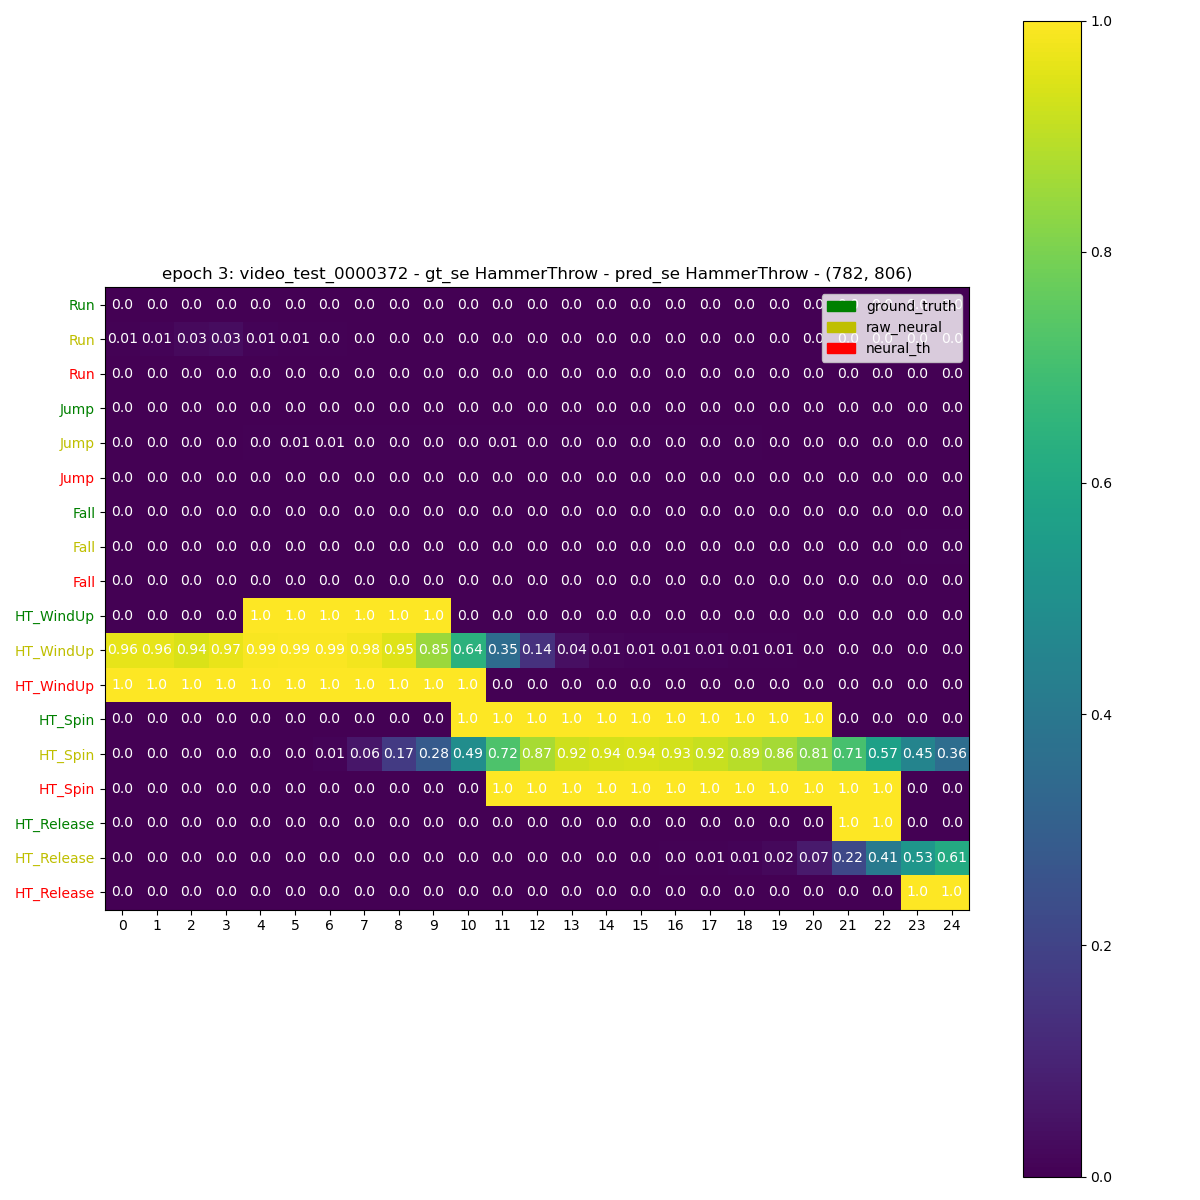 epoch 3: video_test_0000372 - gt_se HammerThrow - pred_se HammerThrow - (782, 806)
ground_truth
raw_neural
neural_th
Run 0.0 0.0 0.0 0.0 0.0 0.0 0.0 0.0 0.0 0.0 0.0 0.0 0.0 0.0 0.0 0.0 0.0 0.0 0.0 0.0 0.0 0.0 0.0 0.0 0.0
Run 0.01 0.01 0.03 0.03 0.01 0.01 0.0 0.0 0.0 0.0 0.0 0.0 0.0 0.0 0.0 0.0 0.0 0.0 0.0 0.0 0.0 0.0 0.0 0.0 0.0
Run 0.0 0.0 0.0 0.0 0.0 0.0 0.0 0.0 0.0 0.0 0.0 0.0 0.0 0.0 0.0 0.0 0.0 0.0 0.0 0.0 0.0 0.0 0.0 0.0 0.0
Jump 0.0 0.0 0.0 0.0 0.0 0.0 0.0 0.0 0.0 0.0 0.0 0.0 0.0 0.0 0.0 0.0 0.0 0.0 0.0 0.0 0.0 0.0 0.0 0.0 0.0
Jump 0.0 0.0 0.0 0.0 0.0 0.01 0.01 0.0 0.0 0.0 0.0 0.01 0.0 0.0 0.0 0.0 0.0 0.0 0.0 0.0 0.0 0.0 0.0 0.0 0.0
Jump 0.0 0.0 0.0 0.0 0.0 0.0 0.0 0.0 0.0 0.0 0.0 0.0 0.0 0.0 0.0 0.0 0.0 0.0 0.0 0.0 0.0 0.0 0.0 0.0 0.0
Fall 0.0 0.0 0.0 0.0 0.0 0.0 0.0 0.0 0.0 0.0 0.0 0.0 0.0 0.0 0.0 0.0 0.0 0.0 0.0 0.0 0.0 0.0 0.0 0.0 0.0
Fall 0.0 0.0 0.0 0.0 0.0 0.0 0.0 0.0 0.0 0.0 0.0 0.0 0.0 0.0 0.0 0.0 0.0 0.0 0.0 0.0 0.0 0.0 0.0 0.0 0.0
Fall 0.0 0.0 0.0 0.0 0.0 0.0 0.0 0.0 0.0 0.0 0.0 0.0 0.0 0.0 0.0 0.0 0.0 0.0 0.0 0.0 0.0 0.0 0.0 0.0 0.0
HT_WindUp 0.0 0.0 0.0 0.0 1.0 1.0 1.0 1.0 1.0 1.0 0.0 0.0 0.0 0.0 0.0 0.0 0.0 0.0 0.0 0.0 0.0 0.0 0.0 0.0 0.0
HT_WindUp 0.96 0.96 0.94 0.97 0.99 0.99 0.99 0.98 0.95 0.85 0.64 0.35 0.14 0.04 0.01 0.01 0.01 0.01 0.01 0.01 0.0 0.0 0.0 0.0 0.0
HT_WindUp 1.0 1.0 1.0 1.0 1.0 1.0 1.0 1.0 1.0 1.0 1.0 0.0 0.0 0.0 0.0 0.0 0.0 0.0 0.0 0.0 0.0 0.0 0.0 0.0 0.0
HT_Spin 0.0 0.0 0.0 0.0 0.0 0.0 0.0 0.0 0.0 0.0 1.0 1.0 1.0 1.0 1.0 1.0 1.0 1.0 1.0 1.0 1.0 0.0 0.0 0.0 0.0
HT_Spin 0.0 0.0 0.0 0.0 0.0 0.0 0.01 0.06 0.17 0.28 0.49 0.72 0.87 0.92 0.94 0.94 0.93 0.92 0.89 0.86 0.81 0.71 0.57 0.45 0.36
HT_Spin 0.0 0.0 0.0 0.0 0.0 0.0 0.0 0.0 0.0 0.0 0.0 1.0 1.0 1.0 1.0 1.0 1.0 1.0 1.0 1.0 1.0 1.0 1.0 0.0 0.0
HT_Release 0.0 0.0 0.0 0.0 0.0 0.0 0.0 0.0 0.0 0.0 0.0 0.0 0.0 0.0 0.0 0.0 0.0 0.0 0.0 0.0 0.0 1.0 1.0 0.0 0.0
HT_Release 0.0 0.0 0.0 0.0 0.0 0.0 0.0 0.0 0.0 0.0 0.0 0.0 0.0 0.0 0.0 0.0 0.0 0.01 0.01 0.02 0.07 0.22 0.41 0.53 0.61
HT_Release 0.0 0.0 0.0 0.0 0.0 0.0 0.0 0.0 0.0 0.0 0.0 0.0 0.0 0.0 0.0 0.0 0.0 0.0 0.0 0.0 0.0 0.0 0.0 1.0 1.0
0 1 2 3 4 5 6 7 8 9 10 11 12 13 14 15 16 17 18 19 20 21 22 23 24
1.0
0.8
0.6
0.4
0.2
0.0